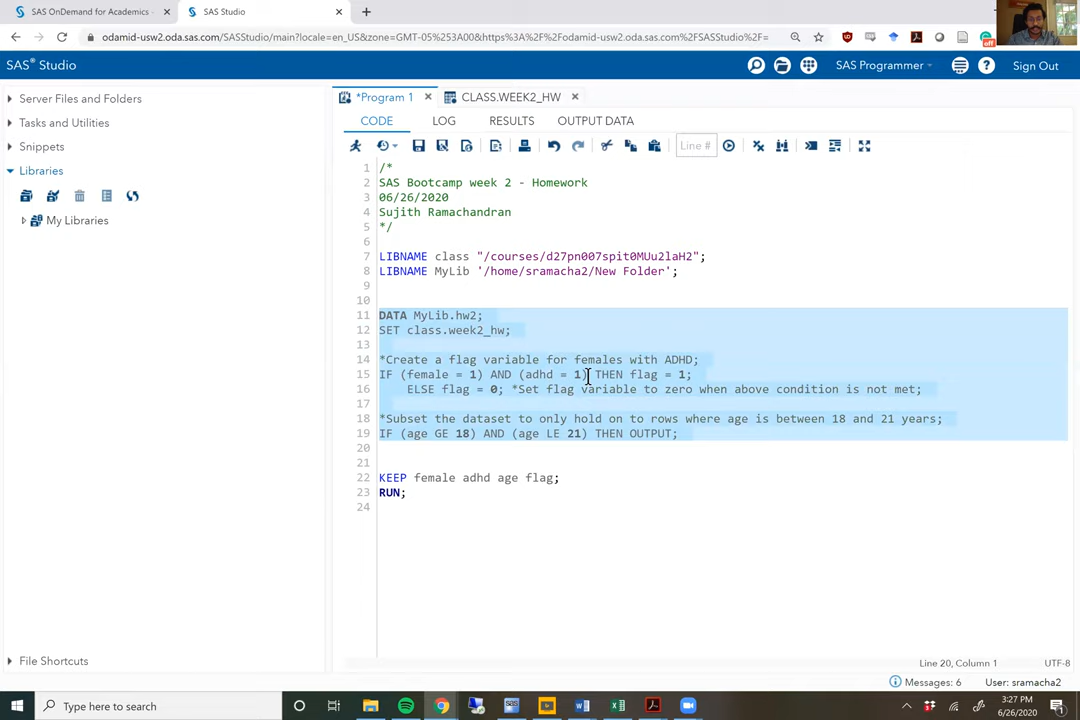 SAS OnDemand for Academics -
SAS Studio
odamid-usw2.oda.sas.com/SASStudio/main?locale=en_US&zone=GMT-05%253A00&https%3A%2F%2Fodamid-usw2.oda.sas.com%2FSASStudio%2F=
off
SAS® Studio
SAS Programmer
Sign Out
Server Files and Folders
Tasks and Utilities
Snippets
Libraries
My Libraries
File Shortcuts
*Program 1
CLASS.WEEK2_HW
CODE LOG RESULTS OUTPUT DATA
Line #
1 /*
2 SAS Bootcamp week 2 - Homework
3 06/26/2020
4 Sujith Ramachandran
5 */
6
7 LIBNAME class "/courses/d27pn007spit0MUu2laH2";
8 LIBNAME MyLib '/home/sramacha2/New Folder';
9
10
11 DATA MyLib.hw2;
12 SET class.week2_hw;
13
14 *Create a flag variable for females with ADHD;
15 IF (female = 1) AND (adhd = 1) THEN flag = 1;
16 ELSE flag = 0; *Set flag variable to zero when above condition is not met;
17
18 *Subset the dataset to only hold on to rows where age is between 18 and 21 years;
19 IF (age GE 18) AND (age LE 21) THEN OUTPUT;
20
21
22 KEEP female adhd age flag;
23 RUN;
24
Line 20, Column 1
UTF-8
Messages: 6
User: sramacha2
Type here to search
3:27 PM
6/26/2020